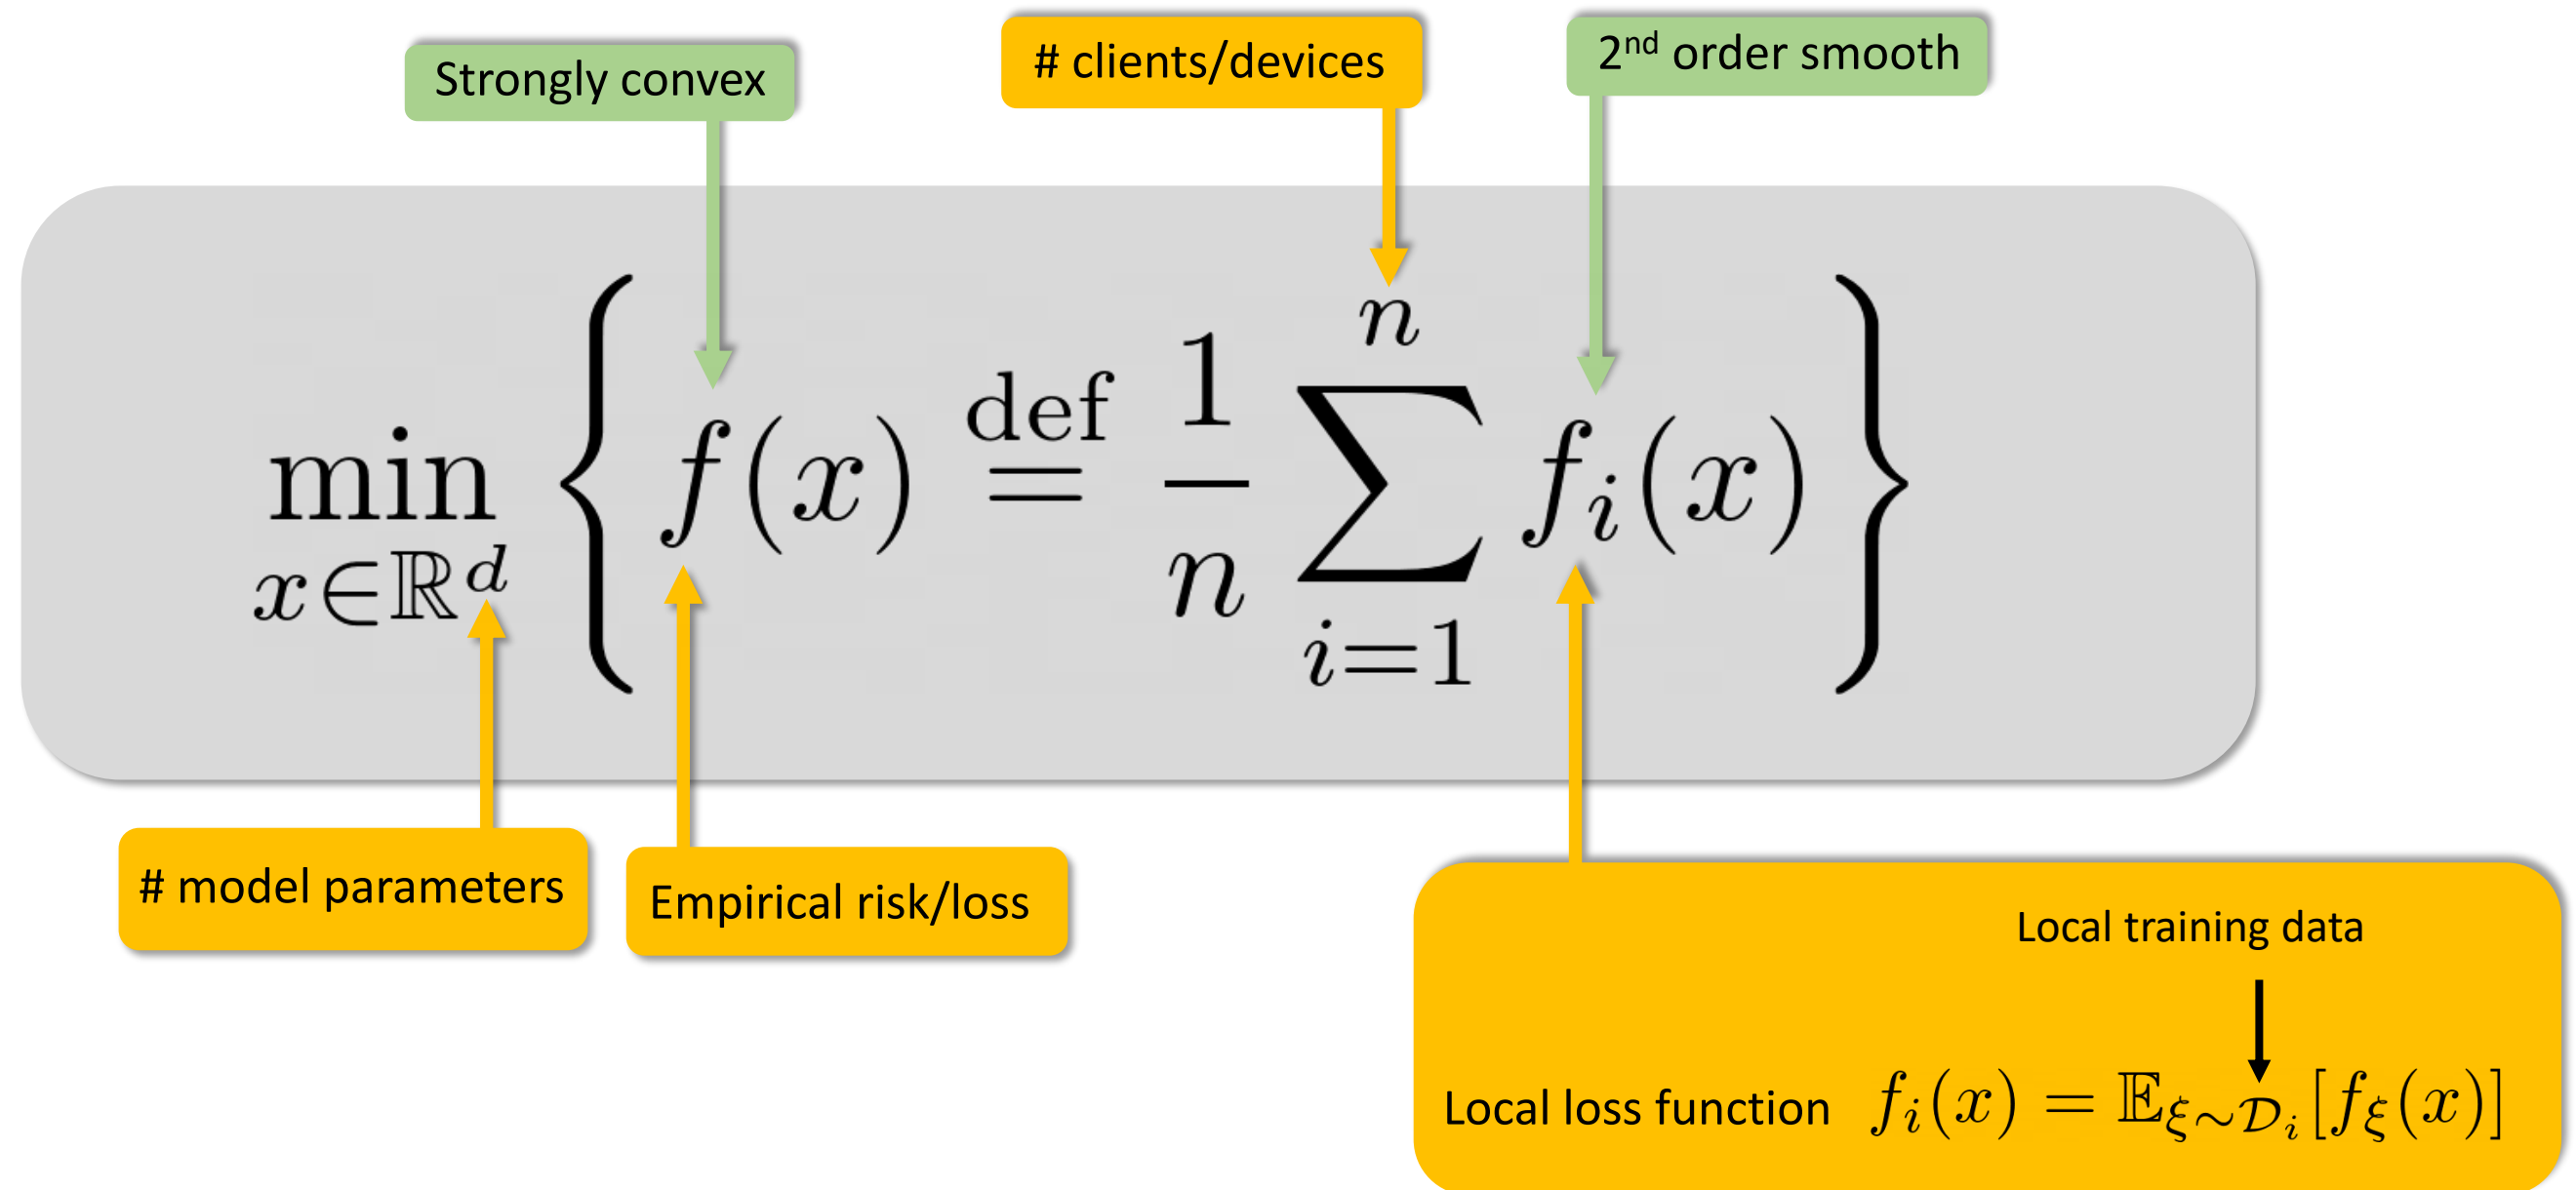 Strongly convex
# clients/devices
2nd order smooth
min x∈ℝ^d { f(x) def= 1/n ∑_{i=1}^{n} f_i(x) }
# model parameters
Empirical risk/loss
Local training data
Local loss function f_i(x) = 𝔼_{ξ∼𝒟_i}[f_ξ(x)]